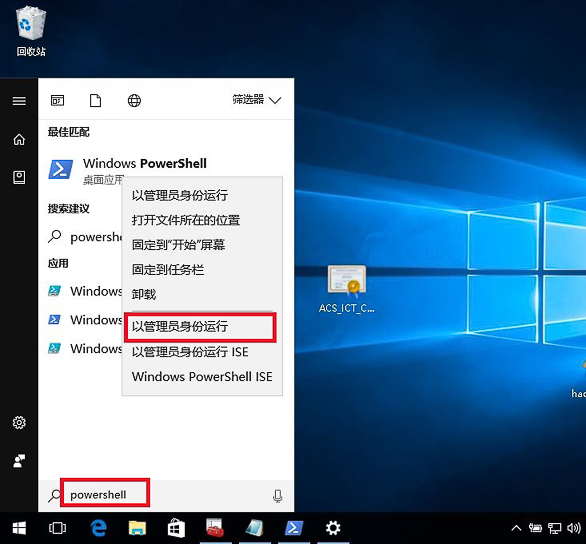 回收站
筛选器
最佳匹配
Windows PowerShell
桌面应用
以管理员身份运行
打开文件所在的位置
固定到"开始"屏幕
固定到任务栏
卸载
以管理员身份运行
以管理员身份运行 ISE
Windows PowerShell ISE
搜索建议
powershe
应用
Windows
Windows
Windows
ACS_ICT_C...
hao
powershell